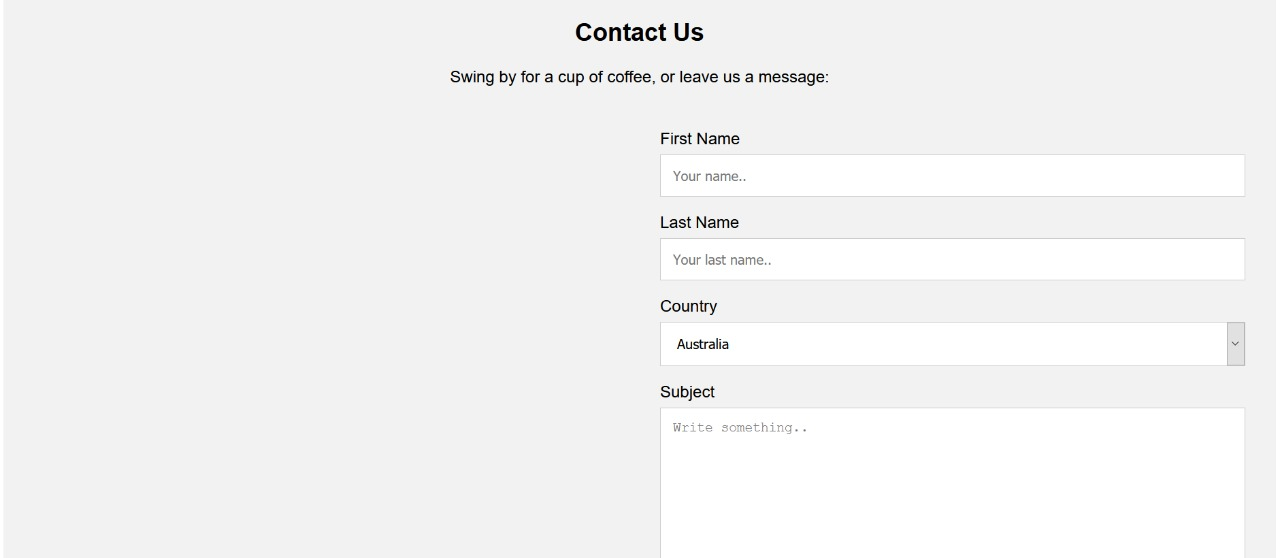 Contact Us
Swing by for a cup of coffee, or leave us a message:
First Name
Your name..
Last Name
Your last name..
Country
Australia
Subject
Write something..